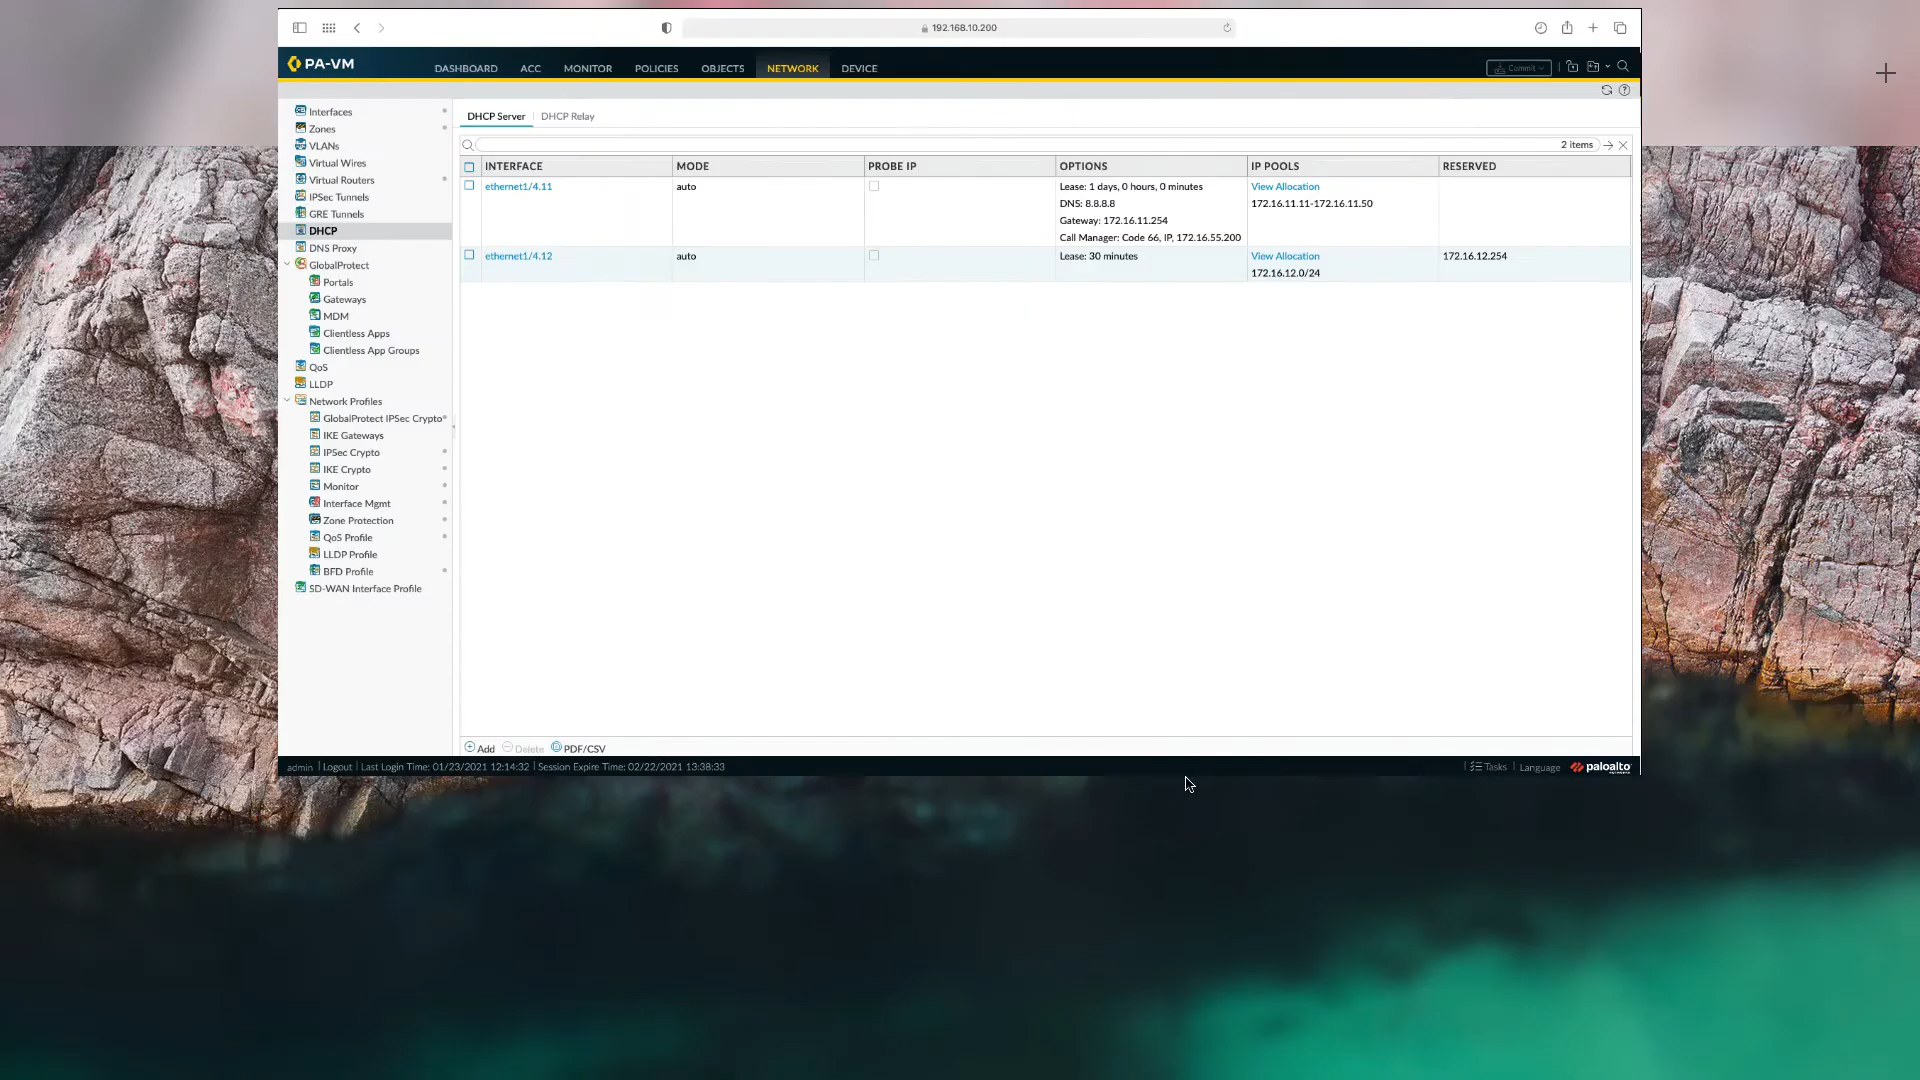 192.168.10.200
PA-VM
DASHBOARD ACC MONITOR POLICIES OBJECTS NETWORK DEVICE
Commit
Interfaces
Zones
VLANs
Virtual Wires
Virtual Routers
IPSec Tunnels
GRE Tunnels
DHCP
DNS Proxy
GlobalProtect
Portals
Gateways
MDM
Clientless Apps
Clientless App Groups
QoS
LLDP
Network Profiles
GlobalProtect IPSec Crypto
IKE Gateways
IPSec Crypto
IKE Crypto
Monitor
Interface Mgmt
Zone Protection
QoS Profile
LLDP Profile
BFD Profile
SD-WAN Interface Profile
DHCP Server DHCP Relay
2 items
INTERFACE MODE PROBE IP OPTIONS IP POOLS RESERVED
ethernet1/4.11 auto Lease: 1 days, 0 hours, 0 minutes View Allocation
DNS: 8.8.8.8 172.16.11.11-172.16.11.50
Gateway: 172.16.11.254
Call Manager: Code 66, IP, 172.16.55.200
ethernet1/4.12 auto Lease: 30 minutes View Allocation 172.16.12.254
172.16.12.0/24
Add Delete PDF/CSV
admin | Logout | Last Login Time: 01/23/2021 12:14:32 | Session Expire Time: 02/22/2021 13:38:33
Tasks | Language paloalto